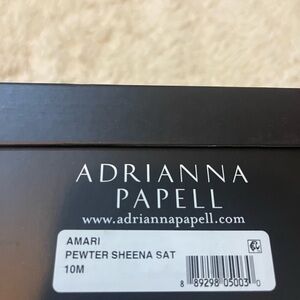 ADRIANNA
PAPELL
www.adriannapapell.com
AMARI
PEWTER SHEENA SAT
10M
8 89298 05003 0